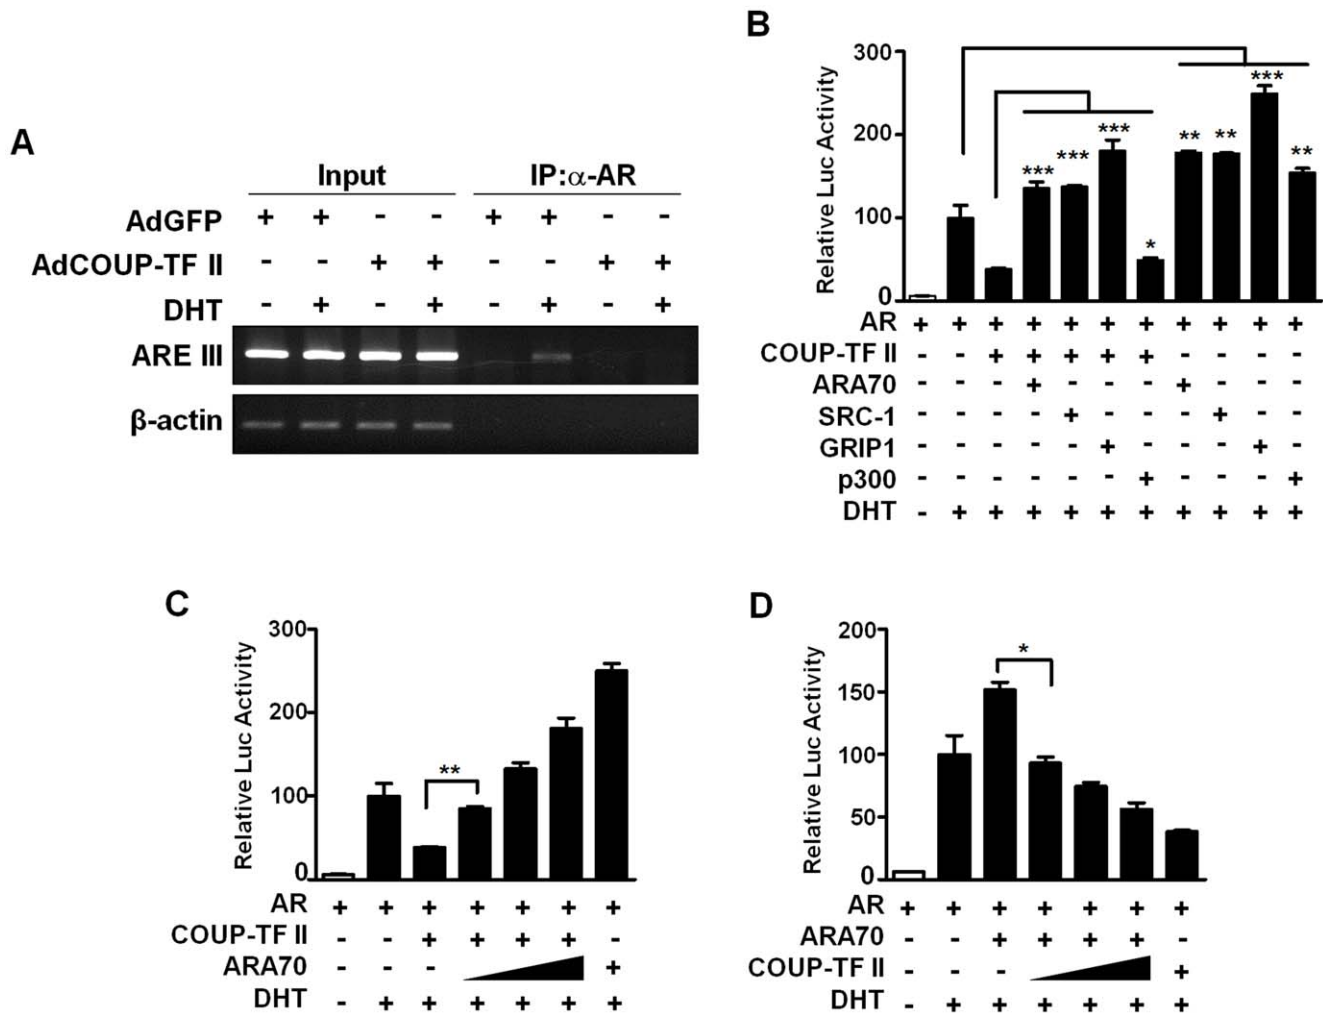 A
Input IP:α-AR
AdGFP + + - - + + - -
AdCOUP-TF II - - + + - - + +
DHT - + - + - + - +
ARE III
β-actin
B
Relative Luc Activity
300
200
100
0
*** *** *** * ** ** *** **
AR + + + + + + + + + + +
COUP-TF II - - + + + + + - - - -
ARA70 - - - + - - - + - - -
SRC-1 - - - - + - - - + - -
GRIP1 - - - - - + - - - + -
p300 - - - - - - + - - - +
DHT - + + + + + + + + + +
C
Relative Luc Activity
300
200
100
0
**
AR + + + + + + +
COUP-TF II - - + + + + -
ARA70 - - - +
DHT - + + + + + +
D
Relative Luc Activity
200
150
100
50
0
*
AR + + + + + + +
ARA70 - - + + + + -
COUP-TF II - - - +
DHT - + + + + + +